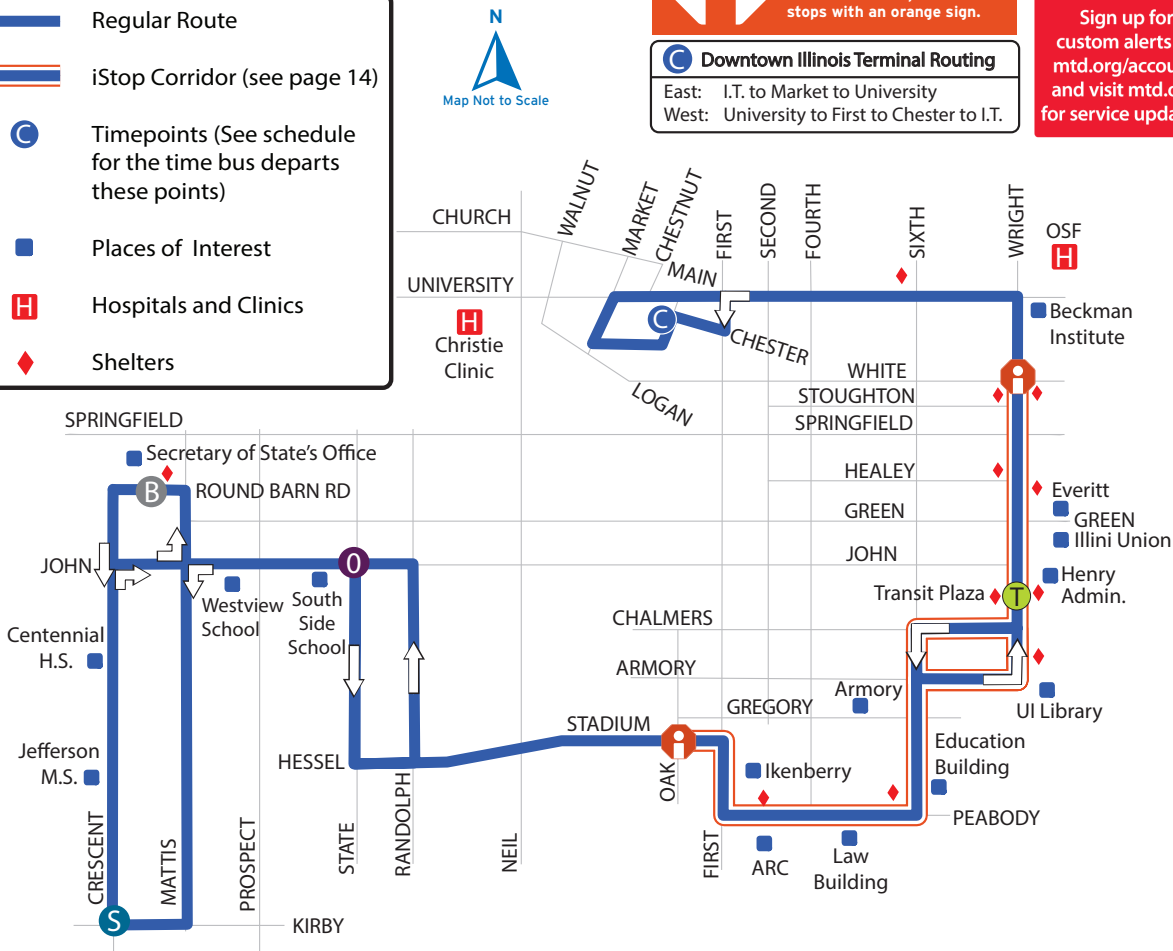 Regular Route
iStop Corridor (see page 14)
C
Timepoints (See schedule
for the time bus departs
these points)
Places of Interest
H
Hospitals and Clinics
Shelters
N
Map Not to Scale
stops with an orange sign.
C Downtown Illinois Terminal Routing
East: I.T. to Market to University
West: University to First to Chester to I.T.
Sign up for
custom alerts
mtd.org/accou
and visit mtd.o
for service upda
WALNUT
MARKET
CHESTNUT
FIRST
SECOND
FOURTH
SIXTH
WRIGHT
OSF
H
CHURCH
MAIN
UNIVERSITY
H
Christie
Clinic
C
CHESTER
Beckman
Institute
LOGAN
WHITE
STOUGHTON
SPRINGFIELD
SPRINGFIELD
Secretary of State's Office
B
ROUND BARN RD
HEALEY
Everitt
GREEN
GREEN
Illini Union
JOHN
O
JOHN
Henry
Admin.
Transit Plaza
T
Westview
School
South
Side
School
CHALMERS
Centennial
H.S.
ARMORY
Armory
UI Library
GREGORY
STADIUM
Jefferson
M.S.
HESSEL
OAK
Ikenberry
Education
Building
PEABODY
CRESCENT
MATTIS
PROSPECT
STATE
RANDOLPH
NEIL
FIRST
ARC
Law
Building
S
KIRBY